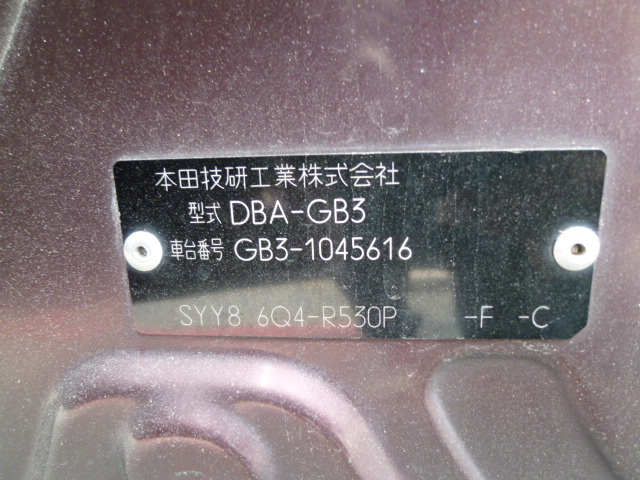 本田技研工業株式会社
型式 DBA-GB3
車台番号 GB3-1045616
SYY8 6Q4-R530P -F -C